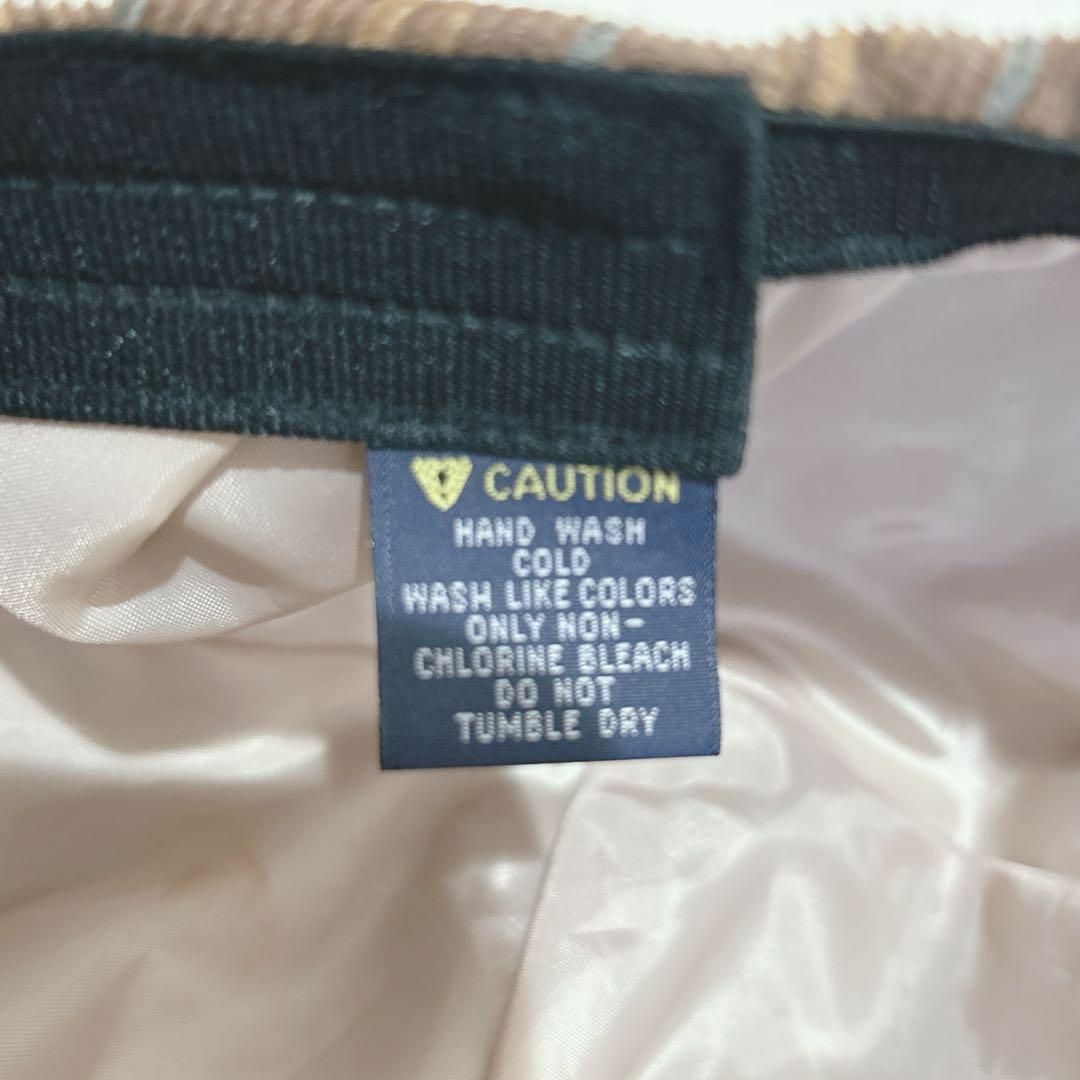 CAUTION
HAND WASH
COLD
WASH LIKE COLORS
ONLY NON-
CHLORINE BLEACH
DO NOT
TUMBLE DRY